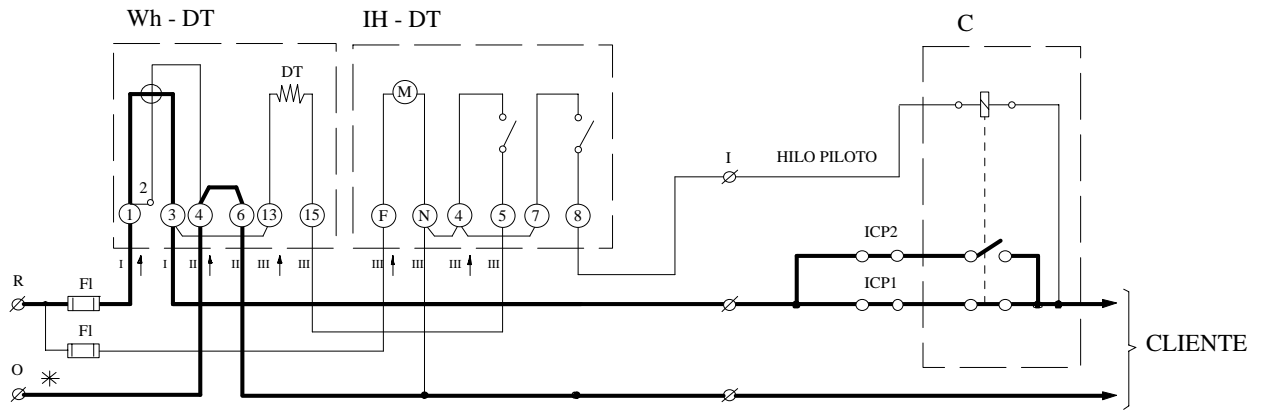 Wh - DT
IH - DT
C
DT
M
I
HILO PILOTO
2
1
3
4
6
13
15
F
N
4
5
7
8
ICP2
I
I
II
II
III
III
III
III
III
III
R
Fl
ICP1
Fl
CLIENTE
O